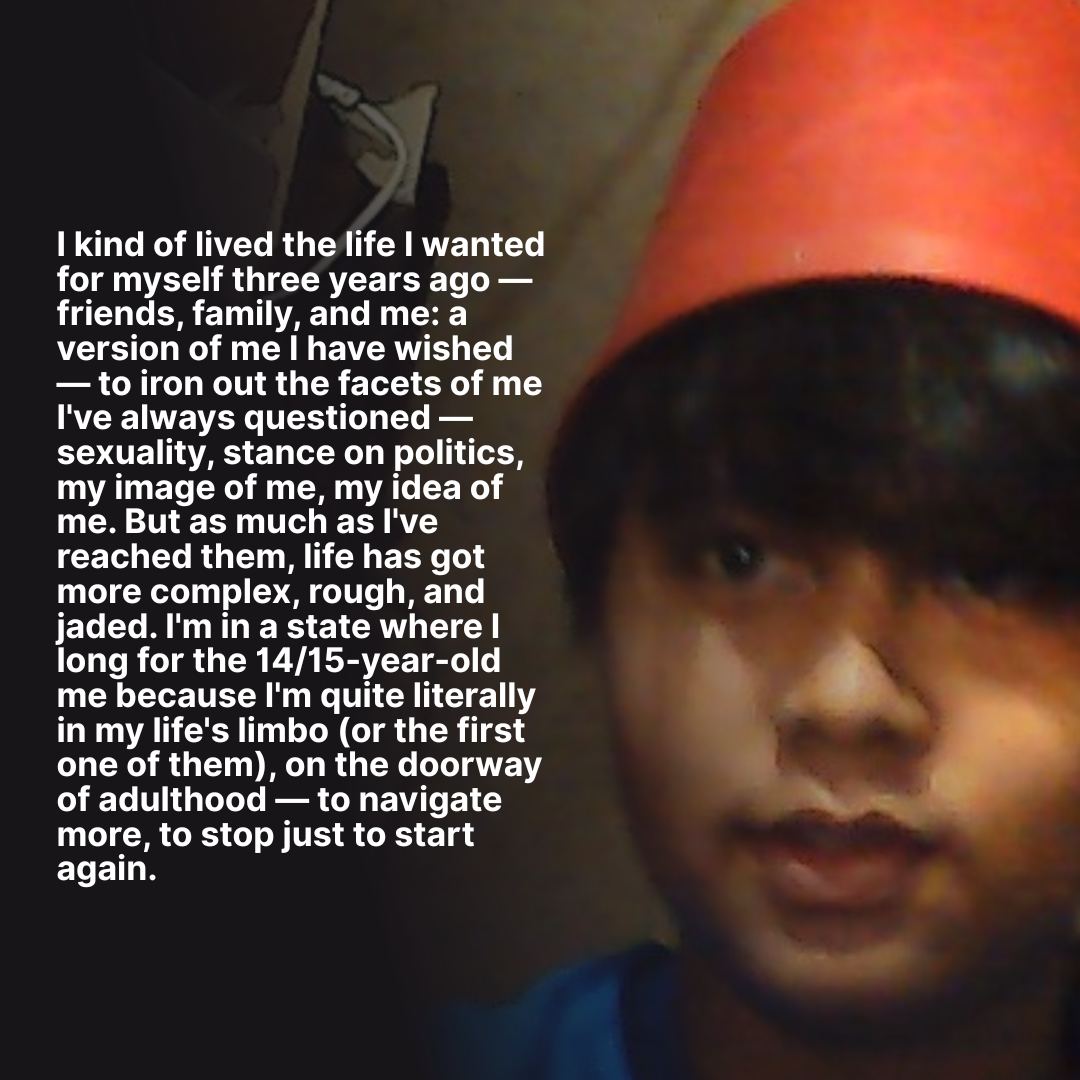 I kind of lived the life I wanted
for myself three years ago —
friends, family, and me: a
version of me I have wished
— to iron out the facets of me
I've always questioned —
sexuality, stance on politics,
my image of me, my idea of
me. But as much as I've
reached them, life has got
more complex, rough, and
jaded. I'm in a state where I
long for the 14/15-year-old
me because I'm quite literally
in my life's limbo (or the first
one of them), on the doorway
of adulthood — to navigate
more, to stop just to start
again.